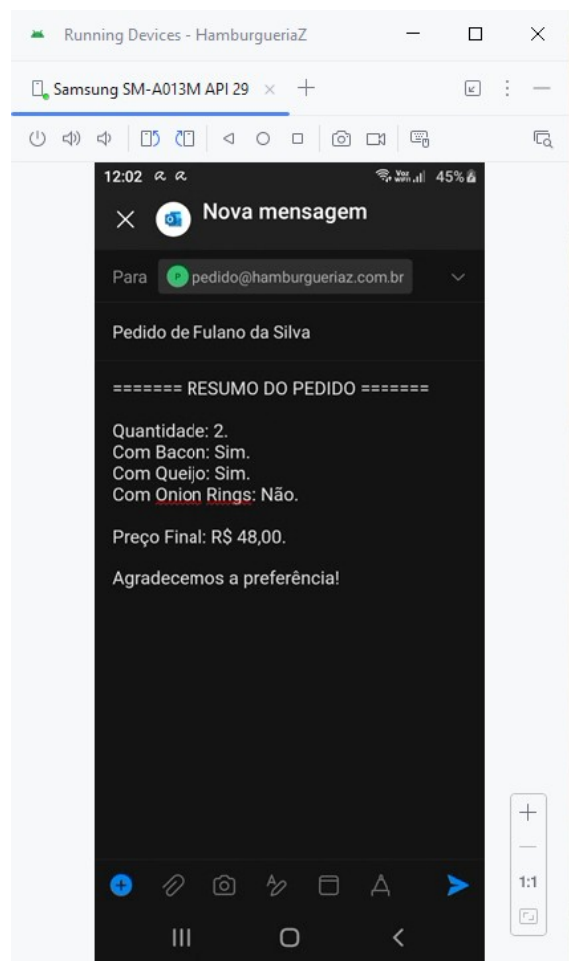 Running Devices - HamburgueriaZ
Samsung SM-A013M API 29
12:02
45%
Nova mensagem
Para P pedido@hamburgueriaz.com.br
Pedido de Fulano da Silva
======= RESUMO DO PEDIDO =======
Quantidade: 2.
Com Bacon: Sim.
Com Queijo: Sim.
Com Onion Rings: Não.
Preço Final: R$ 48,00.
Agradecemos a preferência!
1:1